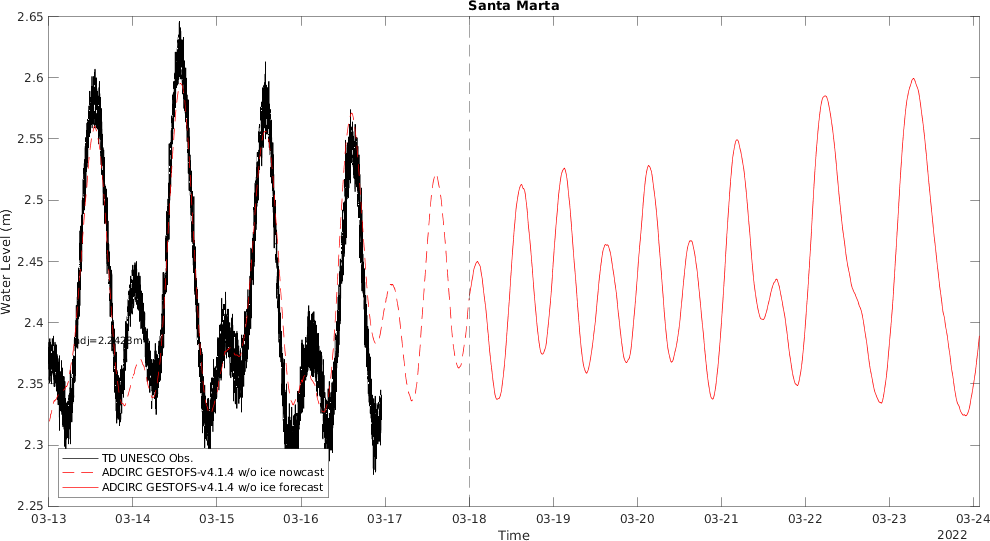 Santa Marta
Water Level (m)
2.65
2.6
2.55
2.5
2.45
2.4
2.35
2.3
2.25
adj=2.2423m
TD UNESCO Obs.
ADCIRC GESTOFS-v4.1.4 w/o ice nowcast
ADCIRC GESTOFS-v4.1.4 w/o ice forecast
03-13 03-14 03-15 03-16 03-17 03-18 03-19 03-20 03-21 03-22 03-23 03-24
Time
2022